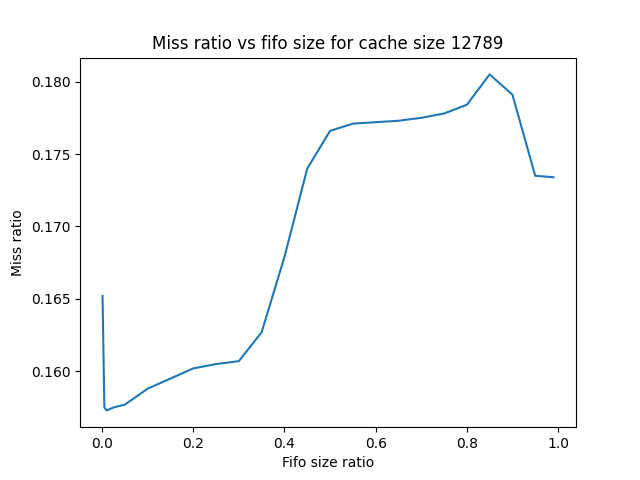 Miss ratio vs fifo size for cache size 12789
0.180
0.175
0.170
0.165
0.160
Miss ratio
0.0 0.2 0.4 0.6 0.8 1.0
Fifo size ratio